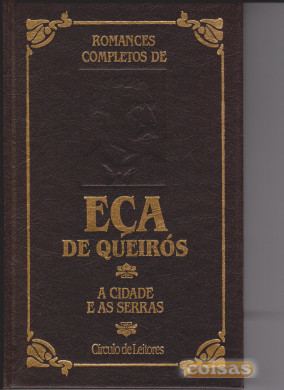 ROMANCES
COMPLETOS DE
EÇA
DE QUEIRÓS
A CIDADE
E AS SERRAS
Círculo de Leitores
coisas